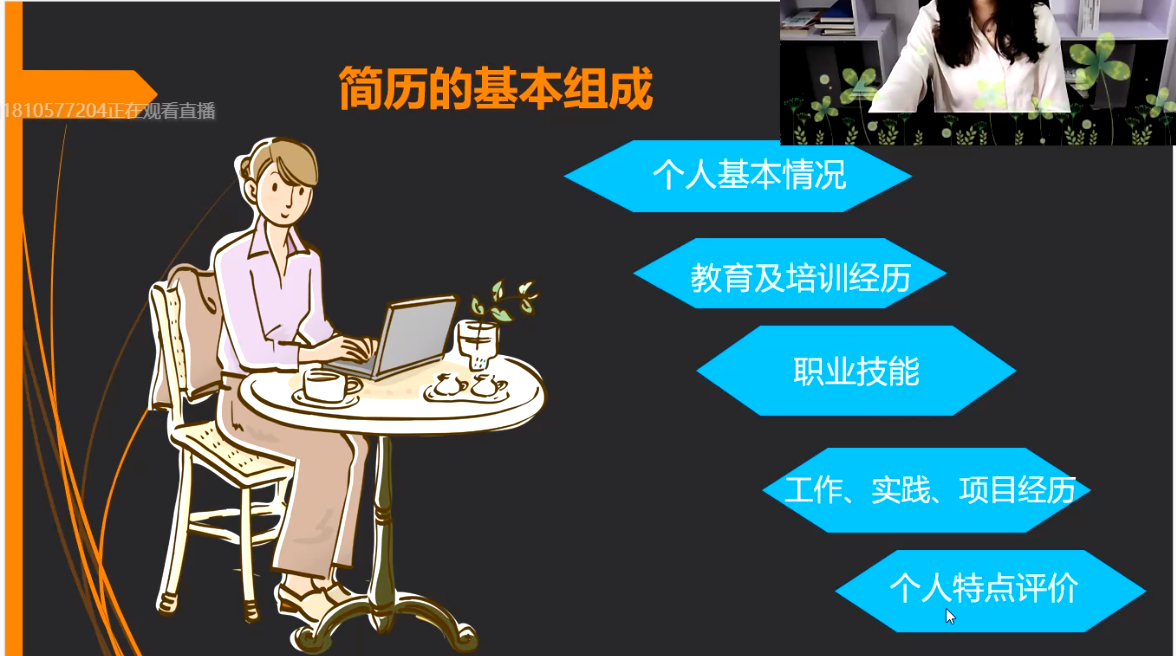 简历的基本组成
1810577204正在观看直播
个人基本情况
教育及培训经历
职业技能
工作、实践、项目经历
个人特点评价